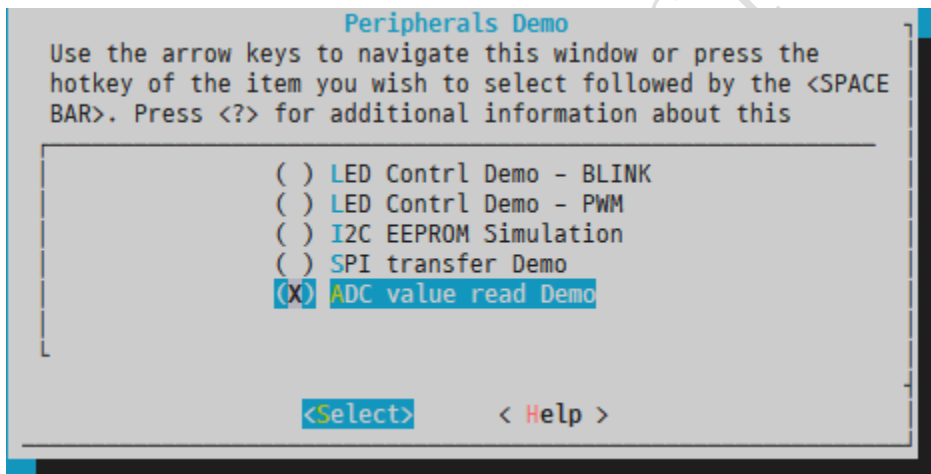 Peripherals Demo
Use the arrow keys to navigate this window or press the
hotkey of the item you wish to select followed by the <SPACE
BAR>. Press <?> for additional information about this
( ) LED Contrl Demo – BLINK
( ) LED Contrl Demo – PWM
( ) I2C EEPROM Simulation
( ) SPI transfer Demo
(X) ADC value read Demo
<Select> < Help >